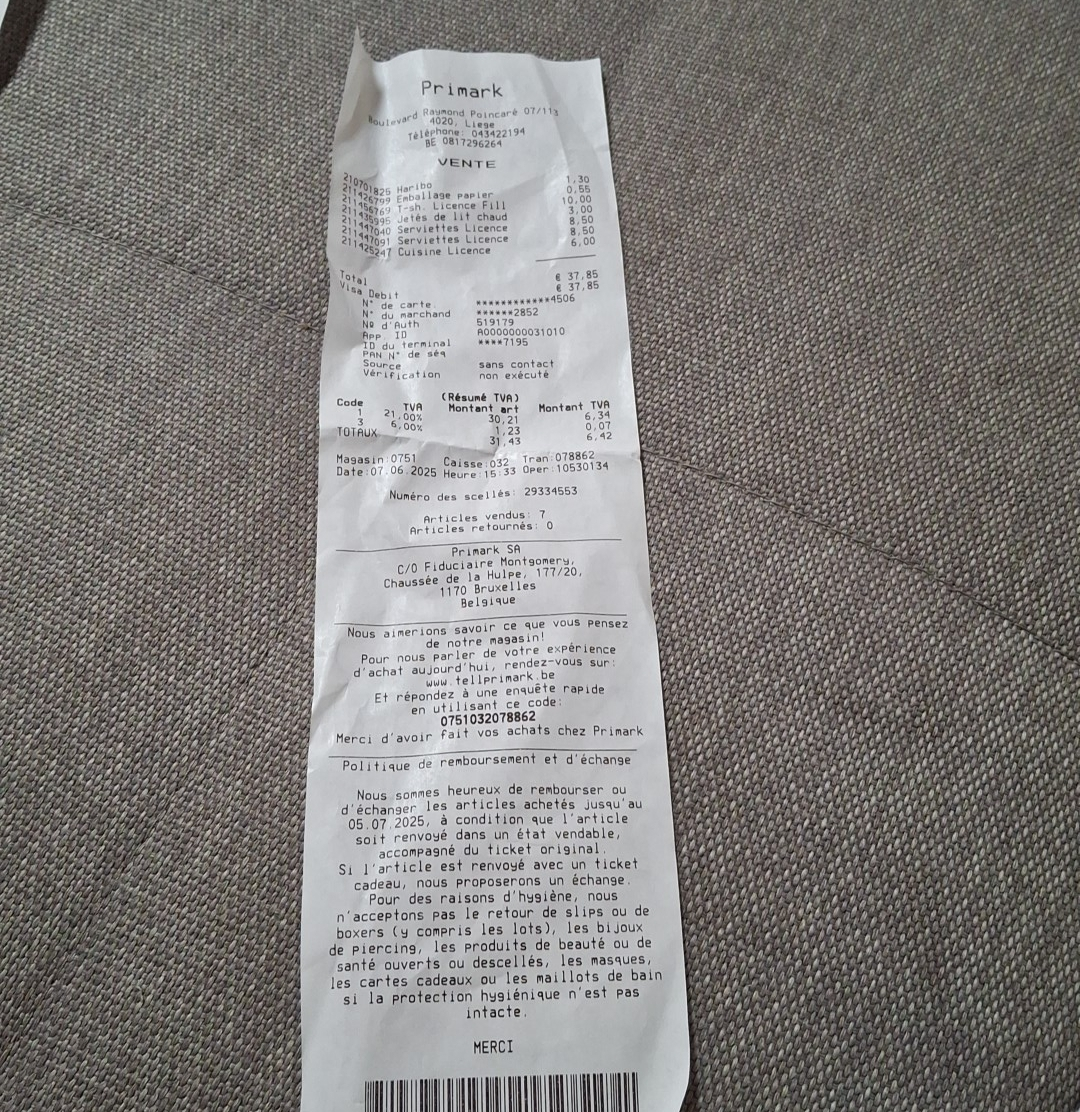 Primark
Boulevard Raymond Poincaré 07/113
4020, Liege
Téléphone: 043422194
BE 0817296264
VENTE
210701825 Haribo 1,30
211426799 Emballage papier 0,55
211456769 T-sh. Licence Fill 10,00
211435995 Jetés de lit chaud 3,00
211447040 Serviettes Licence 8,50
211447091 Serviettes Licence 8,50
211425247 Cuisine Licence 6,00
Total € 37,85
Visa Debit € 37,85
N° de carte ************4506
N° du marchand ******2852
Nº d'Auth 519179
App. ID A0000000031010
ID du terminal ****7195
PAN N° de séq
Source sans contact
Vérification non exécuté
(Résumé TVA)
Code TVA Montant art Montant TVA
1 21,00% 30,21 6,34
3 6,00% 1,23 0,07
TOTAUX 31,43 6,42
Magasin:0751 Caisse:032 Tran:078862
Date:07.06.2025 Heure:15:33 Oper:10530134
Numéro des scellés: 29334553
Articles vendus: 7
Articles retournés: 0
Primark SA
C/O Fiduciaire Montgomery,
Chaussée de la Hulpe, 177/20,
1170 Bruxelles
Belgique
Nous aimerions savoir ce que vous pensez
de notre magasin!
Pour nous parler de votre expérience
d'achat aujourd'hui, rendez-vous sur:
www.tellprimark.be
Et répondez à une enquête rapide
en utilisant ce code:
0751032078862
Merci d'avoir fait vos achats chez Primark
Politique de remboursement et d'échange
Nous sommes heureux de rembourser ou
d'échanger les articles achetés jusqu'au
05.07.2025, à condition que l'article
soit renvoyé dans un état vendable,
accompagné du ticket original.
Si l'article est renvoyé avec un ticket
cadeau, nous proposerons un échange.
Pour des raisons d'hygiène, nous
n'acceptons pas le retour de slips ou de
boxers (y compris les lots), les bijoux
de piercing, les produits de beauté ou de
santé ouverts ou descellés, les masques,
les cartes cadeaux ou les maillots de bain
si la protection hygiénique n'est pas
intacte.
MERCI